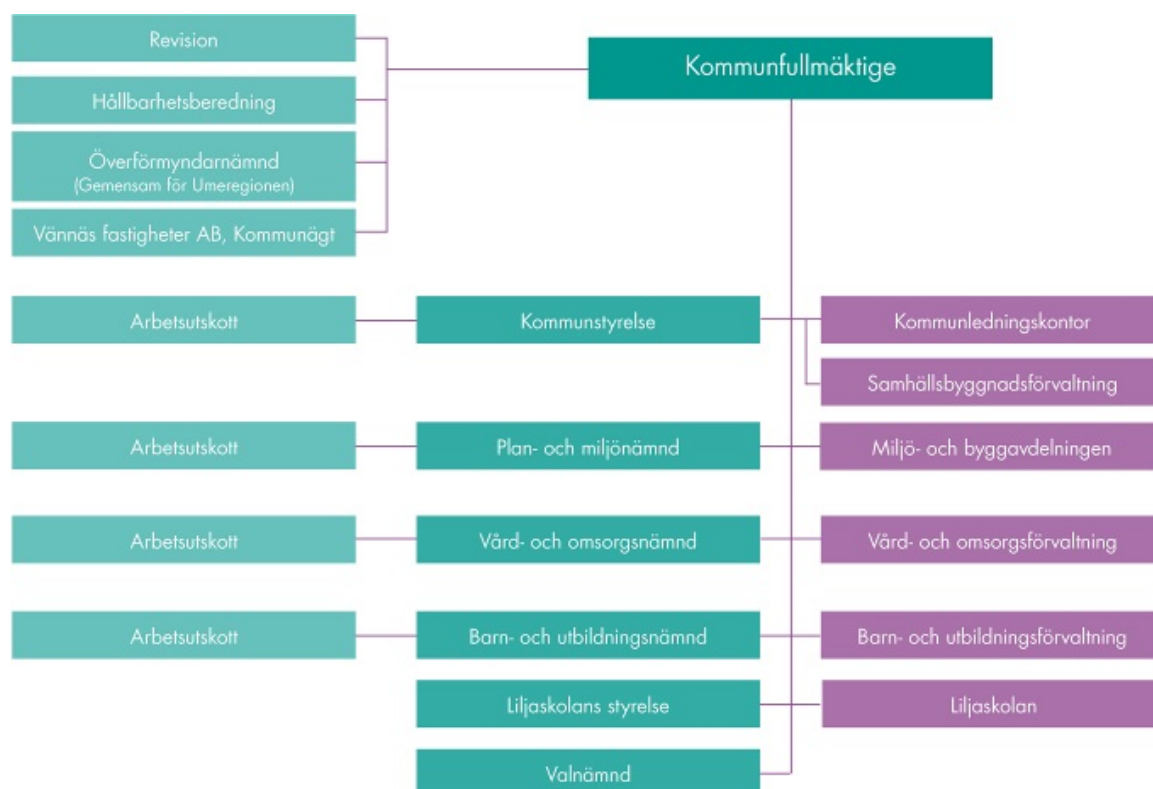 Kommunfullmäktige
Revision
Hållbarhetsberedning
Överförmyndarnämnd
(Gemensam för Umeregionen)
Vännäs fastigheter AB, Kommunägt
Arbetsutskott
Kommunstyrelse
Kommunledningskontor
Samhällsbyggnadsförvaltning
Arbetsutskott
Plan- och miljönämnd
Miljö- och byggavdelningen
Arbetsutskott
Vård- och omsorgsnämnd
Vård- och omsorgsförvaltning
Arbetsutskott
Barn- och utbildningsnämnd
Barn- och utbildningsförvaltning
Liljaskolans styrelse
Liljaskolan
Valnämnd